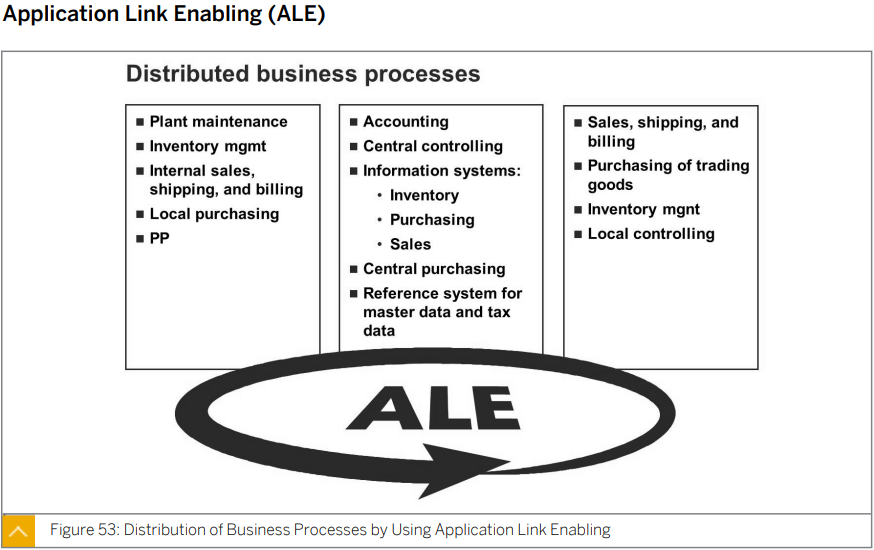 Application Link Enabling (ALE)
Distributed business processes
■ Plant maintenance
■ Inventory mgmt
■ Internal sales,
shipping, and billing
■ Local purchasing
■ PP
■ Accounting
■ Central controlling
■ Information systems:
• Inventory
• Purchasing
• Sales
■ Central purchasing
■ Reference system for
master data and tax
data
■ Sales, shipping, and
billing
■ Purchasing of trading
goods
■ Inventory mgnt
■ Local controlling
ALE
Figure 53: Distribution of Business Processes by Using Application Link Enabling